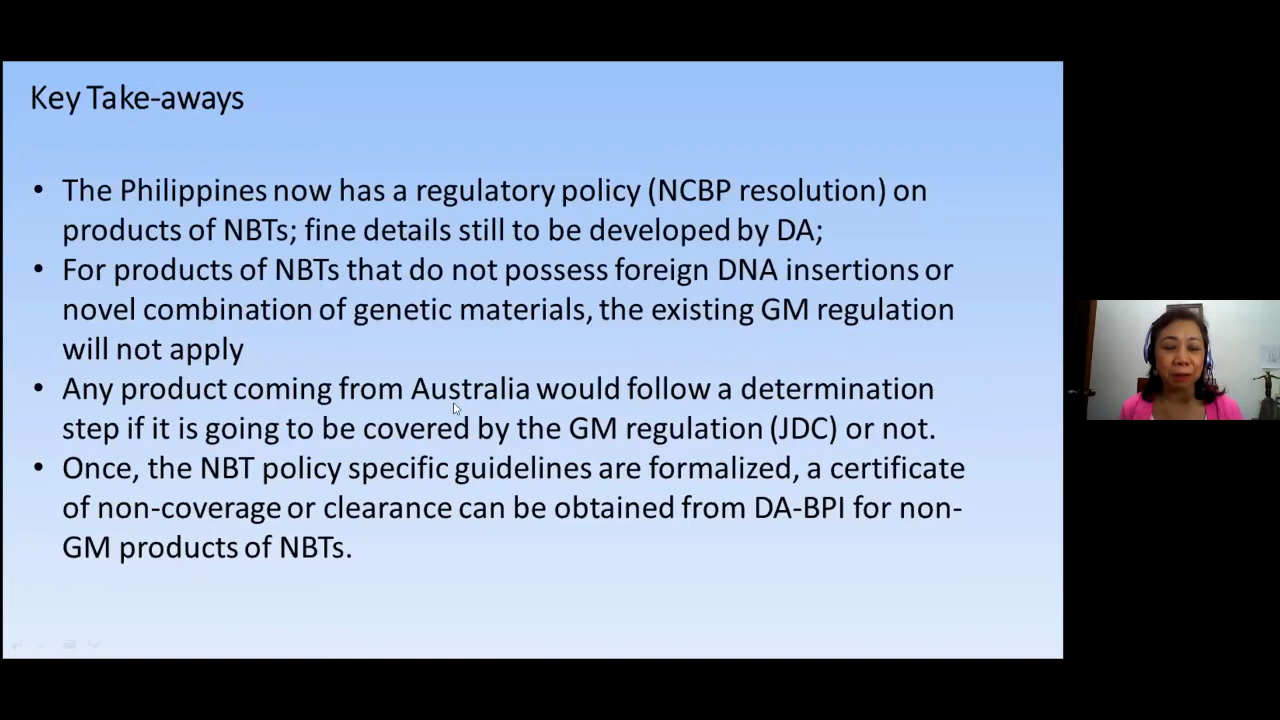 Key Take-aways
• The Philippines now has a regulatory policy (NCBP resolution) on
products of NBTs; fine details still to be developed by DA;
• For products of NBTs that do not possess foreign DNA insertions or
novel combination of genetic materials, the existing GM regulation
will not apply
• Any product coming from Australia would follow a determination
step if it is going to be covered by the GM regulation (JDC) or not.
• Once, the NBT policy specific guidelines are formalized, a certificate
of non-coverage or clearance can be obtained from DA-BPI for non-
GM products of NBTs.